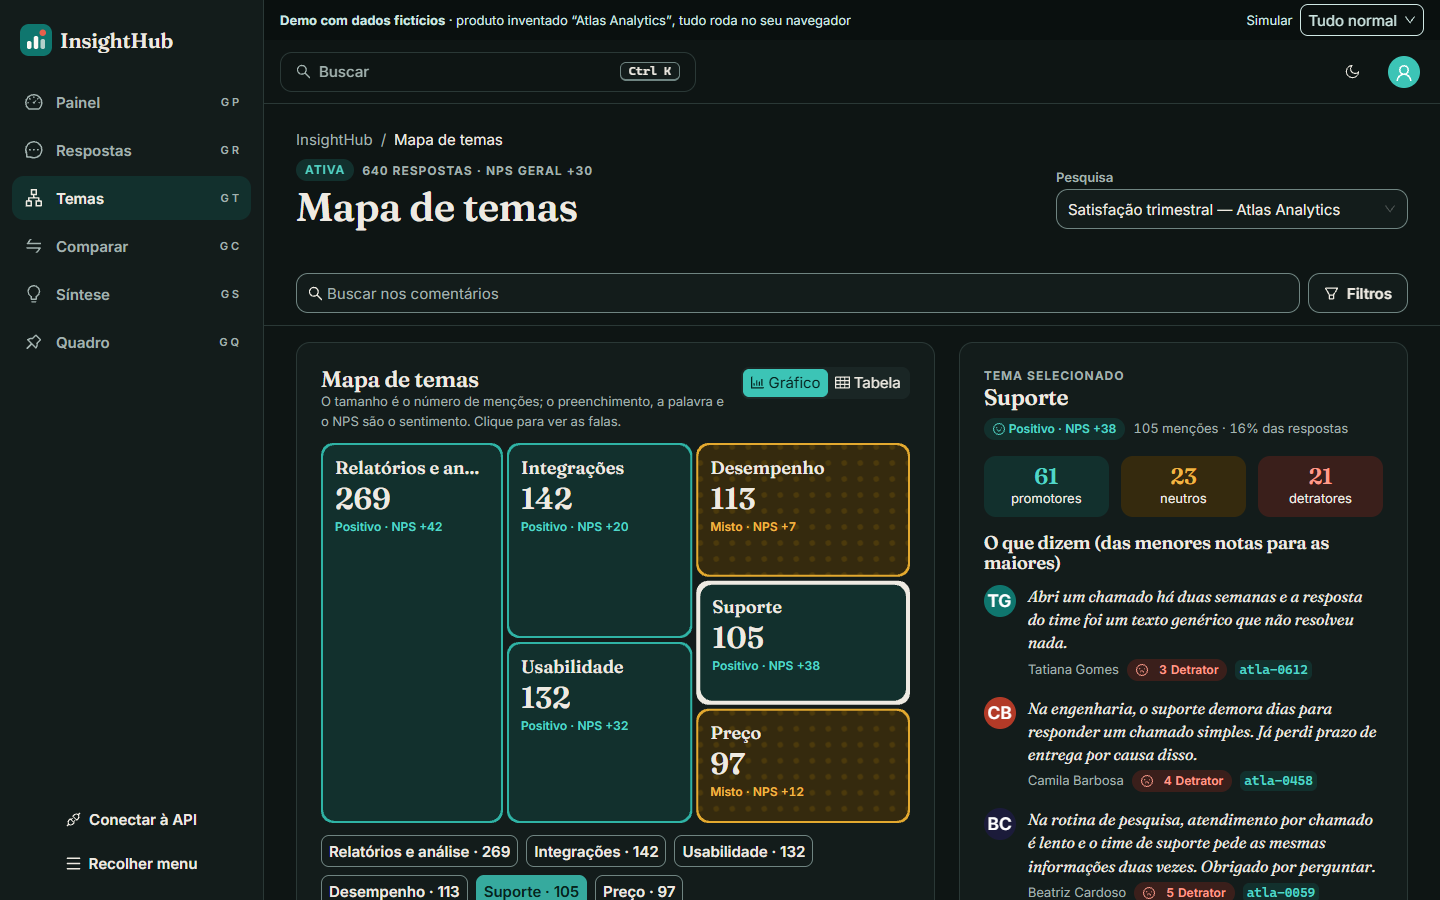 InsightHub
Painel G P
Respostas G R
Temas G T
Comparar G C
Síntese G S
Quadro G Q
Conectar à API
Recolher menu
Demo com dados fictícios · produto inventado “Atlas Analytics”, tudo roda no seu navegador
Simular Tudo normal
Buscar Ctrl K
InsightHub / Mapa de temas
ATIVA 640 RESPOSTAS · NPS GERAL +30
Mapa de temas
Pesquisa
Satisfação trimestral — Atlas Analytics
Buscar nos comentários
Filtros
Mapa de temas
O tamanho é o número de menções; o preenchimento, a palavra e
o NPS são o sentimento. Clique para ver as falas.
Gráfico Tabela
Relatórios e an...
269
Positivo · NPS +42
Integrações
142
Positivo · NPS +20
Usabilidade
132
Positivo · NPS +32
Desempenho
113
Misto · NPS +7
Suporte
105
Positivo · NPS +38
Preço
97
Misto · NPS +12
Relatórios e análise · 269 Integrações · 142 Usabilidade · 132
Desempenho · 113 Suporte · 105 Preço · 97
TEMA SELECIONADO
Suporte
Positivo · NPS +38 105 menções · 16% das respostas
61 promotores
23 neutros
21 detratores
O que dizem (das menores notas para as
maiores)
TG
Abri um chamado há duas semanas e a resposta
do time foi um texto genérico que não resolveu
nada.
Tatiana Gomes 3 Detrator atla-0612
CB
Na engenharia, o suporte demora dias para
responder um chamado simples. Já perdi prazo de
entrega por causa disso.
Camila Barbosa 4 Detrator atla-0458
BC
Na rotina de pesquisa, atendimento por chamado
é lento e o time de suporte pede as mesmas
informações duas vezes. Obrigado por perguntar.
Beatriz Cardoso 5 Detrator atla-0059